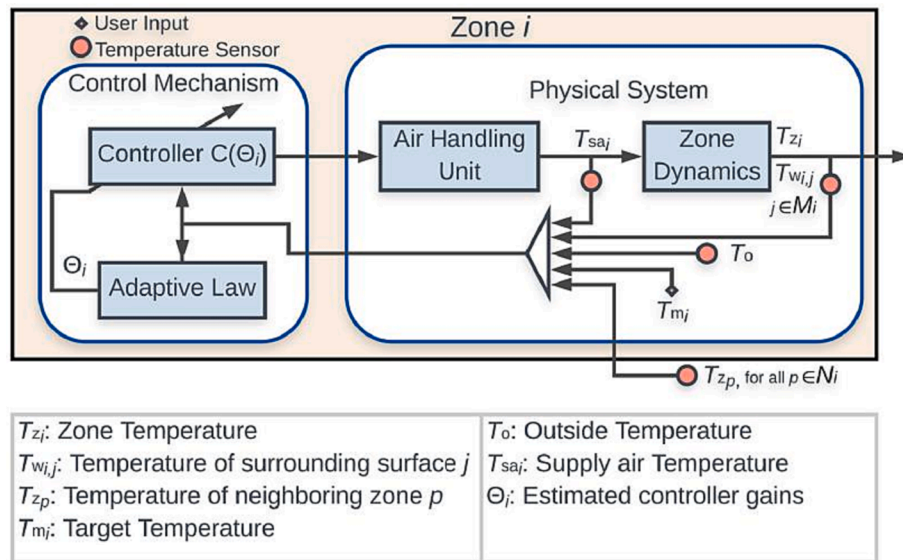 User Input
Zone i
Temperature Sensor
Control Mechanism
Physical System
Controller C(Θi)
Air Handling
Unit
Tsai
Zone
Dynamics
Tzi
Twi,j
j∈Mi
Θi
Adaptive Law
To
Tmi
Tzp, for all p∈Ni
Tzi: Zone Temperature
Twi,j: Temperature of surrounding surface j
Tzp: Temperature of neighboring zone p
Tmi: Target Temperature
To: Outside Temperature
Tsai: Supply air Temperature
Θi: Estimated controller gains